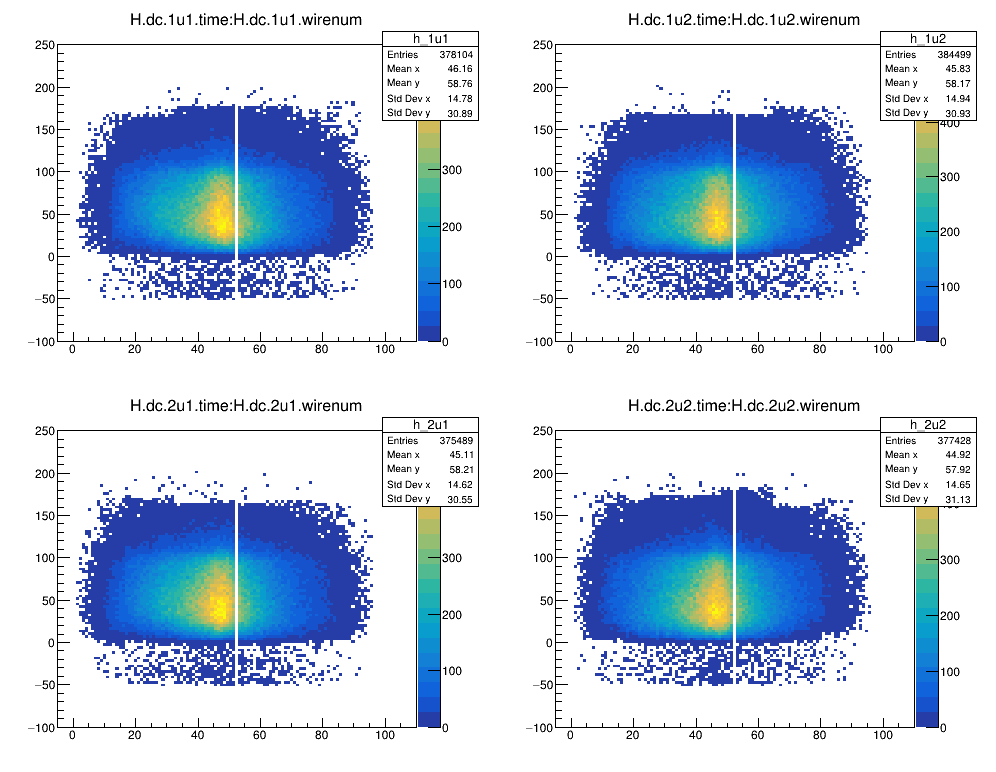 H.dc.1u1.time:H.dc.1u1.wirenum
h_1u1
Entries 378104
Mean x 46.16
Mean y 58.76
Std Dev x 14.78
Std Dev y 30.89
250
200
150
100
50
0
−50
−100
0 20 40 60 80 100
300
200
100
0
H.dc.1u2.time:H.dc.1u2.wirenum
h_1u2
Entries 384499
Mean x 45.83
Mean y 58.17
Std Dev x 14.94
Std Dev y 30.93
250
200
150
100
50
0
−50
−100
0 20 40 60 80 100
400
300
200
100
0
H.dc.2u1.time:H.dc.2u1.wirenum
h_2u1
Entries 375489
Mean x 45.11
Mean y 58.21
Std Dev x 14.62
Std Dev y 30.55
250
200
150
100
50
0
−50
−100
0 20 40 60 80 100
300
200
100
0
H.dc.2u2.time:H.dc.2u2.wirenum
h_2u2
Entries 377428
Mean x 44.92
Mean y 57.92
Std Dev x 14.65
Std Dev y 31.13
250
200
150
100
50
0
−50
−100
0 20 40 60 80 100
300
200
100
0